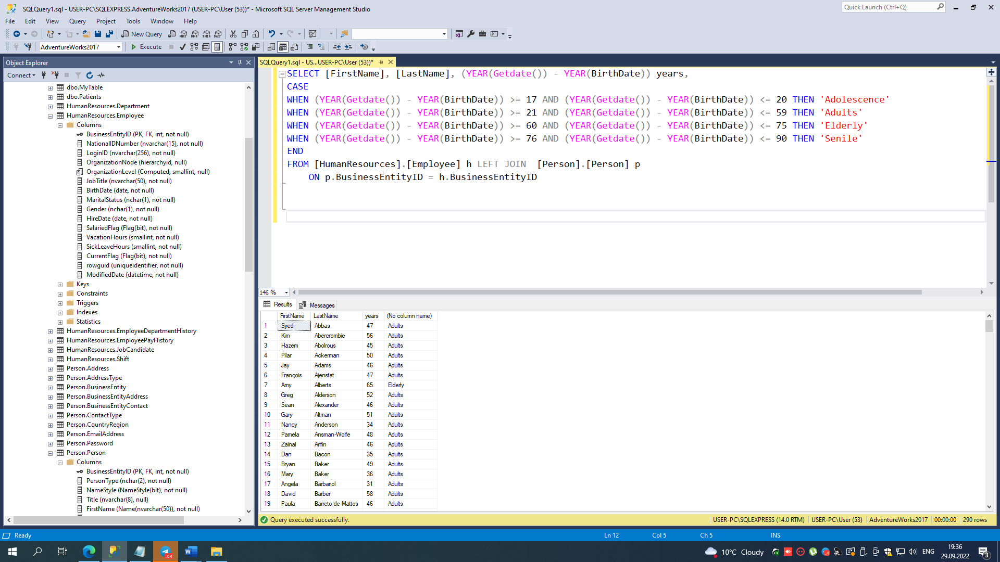 SQLQuery1.sql - USER-PC\SQLEXPRESS.AdventureWorks2017 (USER-PC\User (53))* - Microsoft SQL Server Management Studio
Quick Launch (Ctrl+Q)
File Edit View Query Project Tools Window Help
New Query
MDX DMX XMLA DAX
AdventureWorks2017
Execute
Object Explorer
Connect
dbo.MyTable
dbo.Patients
HumanResources.Department
HumanResources.Employee
Columns
BusinessEntityID (PK, FK, int, not null)
NationalIDNumber (nvarchar(15), not null)
LoginID (nvarchar(256), not null)
OrganizationNode (hierarchyid, null)
OrganizationLevel (Computed, smallint, null)
JobTitle (nvarchar(50), not null)
BirthDate (date, not null)
MaritalStatus (nchar(1), not null)
Gender (nchar(1), not null)
HireDate (date, not null)
SalariedFlag (Flag(bit), not null)
VacationHours (smallint, not null)
SickLeaveHours (smallint, not null)
CurrentFlag (Flag(bit), not null)
rowguid (uniqueidentifier, not null)
ModifiedDate (datetime, not null)
Keys
Constraints
Triggers
Indexes
Statistics
HumanResources.EmployeeDepartmentHistory
HumanResources.EmployeePayHistory
HumanResources.JobCandidate
HumanResources.Shift
Person.Address
Person.AddressType
Person.BusinessEntity
Person.BusinessEntityAddress
Person.BusinessEntityContact
Person.ContactType
Person.CountryRegion
Person.EmailAddress
Person.Password
Person.Person
Columns
BusinessEntityID (PK, FK, int, not null)
PersonType (nchar(2), not null)
NameStyle (NameStyle(bit), not null)
Title (nvarchar(8), null)
FirstName (Name(nvarchar(50)), not null)
SQLQuery1.sql - US...USER-PC\User (53))*
SELECT [FirstName], [LastName], (YEAR(Getdate()) - YEAR(BirthDate)) years,
CASE
WHEN (YEAR(Getdate()) - YEAR(BirthDate)) >= 17 AND (YEAR(Getdate()) - YEAR(BirthDate)) <= 20 THEN 'Adolescence'
WHEN (YEAR(Getdate()) - YEAR(BirthDate)) >= 21 AND (YEAR(Getdate()) - YEAR(BirthDate)) <= 59 THEN 'Adults'
WHEN (YEAR(Getdate()) - YEAR(BirthDate)) >= 60 AND (YEAR(Getdate()) - YEAR(BirthDate)) <= 75 THEN 'Elderly'
WHEN (YEAR(Getdate()) - YEAR(BirthDate)) >= 76 AND (YEAR(Getdate()) - YEAR(BirthDate)) <= 90 THEN 'Senile'
END
FROM [HumanResources].[Employee] h LEFT JOIN [Person].[Person] p
ON p.BusinessEntityID = h.BusinessEntityID
146 %
Results Messages
FirstName LastName years (No column name)
1 Syed Abbas 47 Adults
2 Kim Abercrombie 56 Adults
3 Hazem Abolrous 45 Adults
4 Pilar Ackerman 50 Adults
5 Jay Adams 46 Adults
6 François Ajenstat 47 Adults
7 Amy Alberts 65 Elderly
8 Greg Alderson 52 Adults
9 Sean Alexander 46 Adults
10 Gary Altman 51 Adults
11 Nancy Anderson 34 Adults
12 Pamela Ansman-Wolfe 48 Adults
13 Zainal Arifin 46 Adults
14 Dan Bacon 35 Adults
15 Bryan Baker 49 Adults
16 Mary Baker 36 Adults
17 Angela Barbariol 31 Adults
18 David Barber 58 Adults
19 Paula Barreto de Mattos 46 Adults
Query executed successfully.
USER-PC\SQLEXPRESS (14.0 RTM) USER-PC\User (53) AdventureWorks2017 00:00:00 290 rows
Ready
Ln 12 Col 5 Ch 5 INS
10°C Cloudy
ENG
19:36
29.09.2022
3